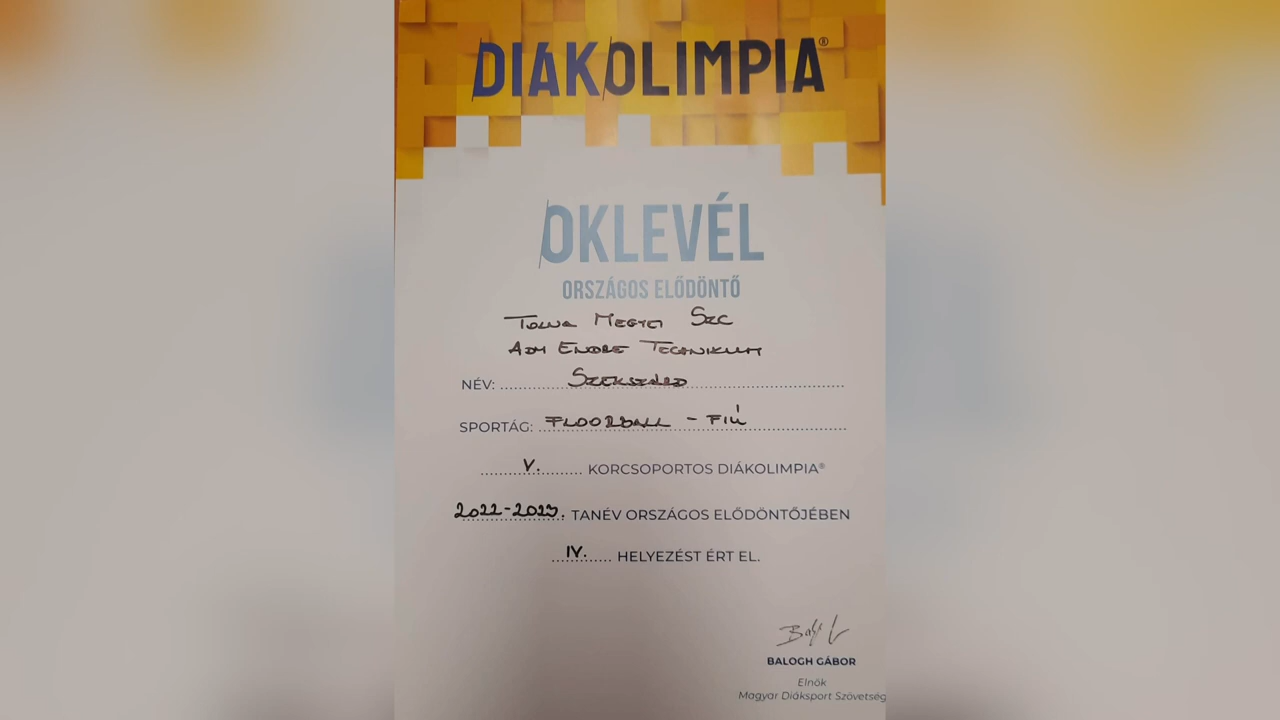 DIÁKOLIMPIA®
OKLEVÉL
ORSZÁGOS ELŐDÖNTŐ
TOLNA MEGYEI SZC
ADY ENDRE TECHNIKUM
NÉV: SZEKSZÁRD
SPORTÁG: FLOORBALL - FIÚ
V. KORCSOPORTOS DIÁKOLIMPIA®
2022-2023. TANÉV ORSZÁGOS ELŐDÖNTŐJÉBEN
IV. HELYEZÉST ÉRT EL.
BALOGH GÁBOR
Elnök
Magyar Diáksport Szövetség